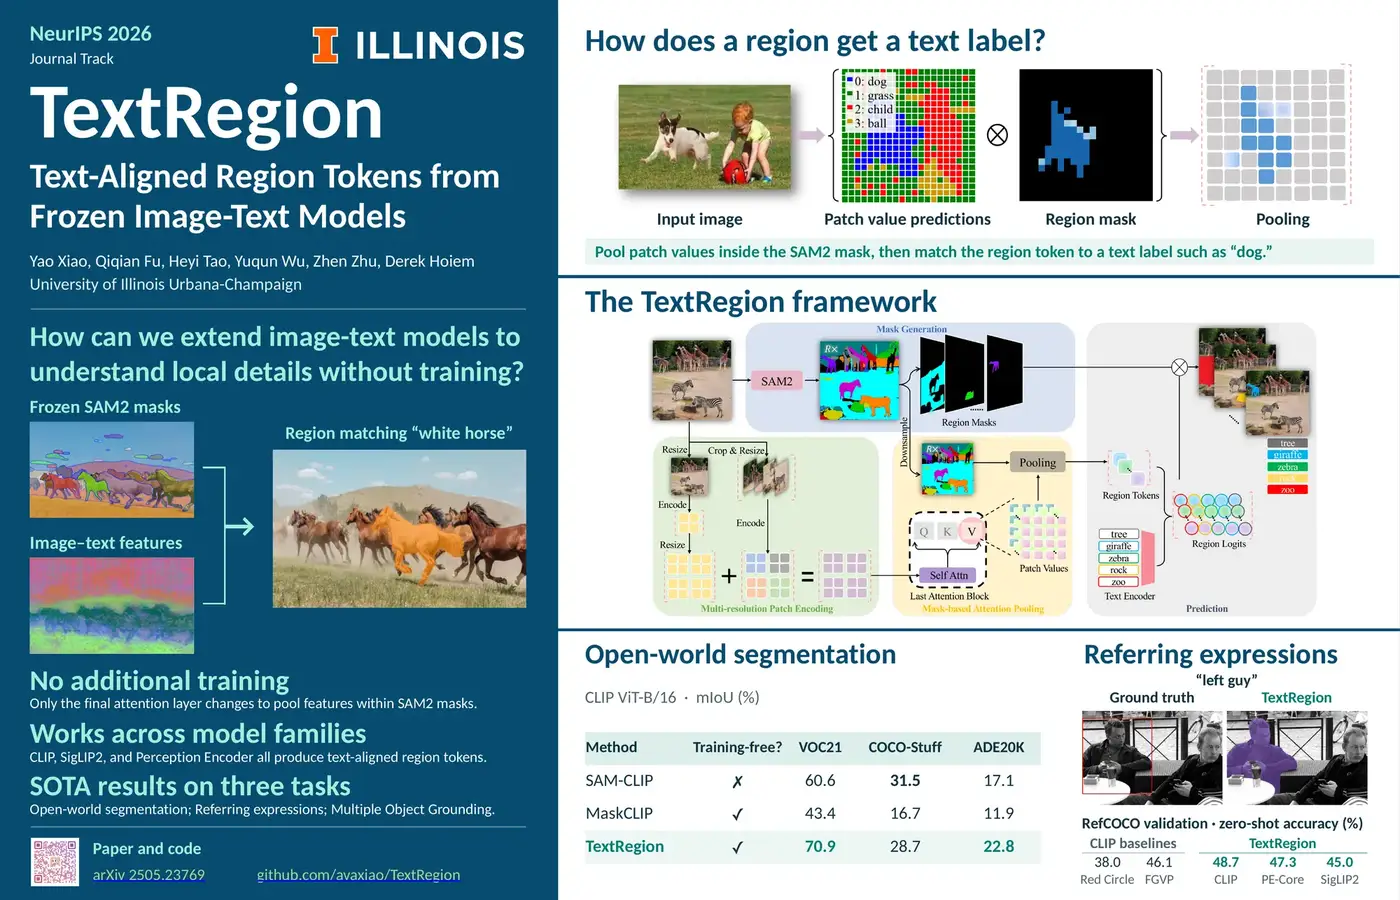 NeurIPS 2026
Journal Track
I ILLINOIS
TextRegion
Text-Aligned Region Tokens from
Frozen Image-Text Models
Yao Xiao, Qiqian Fu, Heyi Tao, Yuqun Wu, Zhen Zhu, Derek Hoiem
University of Illinois Urbana-Champaign
How can we extend image-text models to
understand local details without training?
Frozen SAM2 masks
Region matching “white horse”
Image–text features
No additional training
Only the final attention layer changes to pool features within SAM2 masks.
Works across model families
CLIP, SigLIP2, and Perception Encoder all produce text-aligned region tokens.
SOTA results on three tasks
Open-world segmentation; Referring expressions; Multiple Object Grounding.
Paper and code
arXiv 2505.23769 github.com/avaxiao/TextRegion
How does a region get a text label?
0: dog
1: grass
2: child
3: ball
Input image Patch value predictions Region mask Pooling
Pool patch values inside the SAM2 mask, then match the region token to a text label such as “dog.”
The TextRegion framework
Mask Generation
R×
SAM2
Region Masks
Downsample
Resize Crop & Resize
Encode
Encode
Resize
+ =
Multi-resolution Patch Encoding
R×
Pooling
Q K V
Self Attn
Last Attention Block
Patch Values
Mask-based Attention Pooling
Region Tokens
tree
giraffe
zebra
rock
zoo
Text Encoder
Region Logits
tree
giraffe
zebra
zoo
Prediction
Open-world segmentation
CLIP ViT-B/16 · mIoU (%)
Method Training-free? VOC21 COCO-Stuff ADE20K
SAM-CLIP ✗ 60.6 31.5 17.1
MaskCLIP ✓ 43.4 16.7 11.9
TextRegion ✓ 70.9 28.7 22.8
Referring expressions
“left guy”
Ground truth TextRegion
RefCOCO validation · zero-shot accuracy (%)
CLIP baselines TextRegion
38.0 46.1 48.7 47.3 45.0
Red Circle FGVP CLIP PE-Core SigLIP2